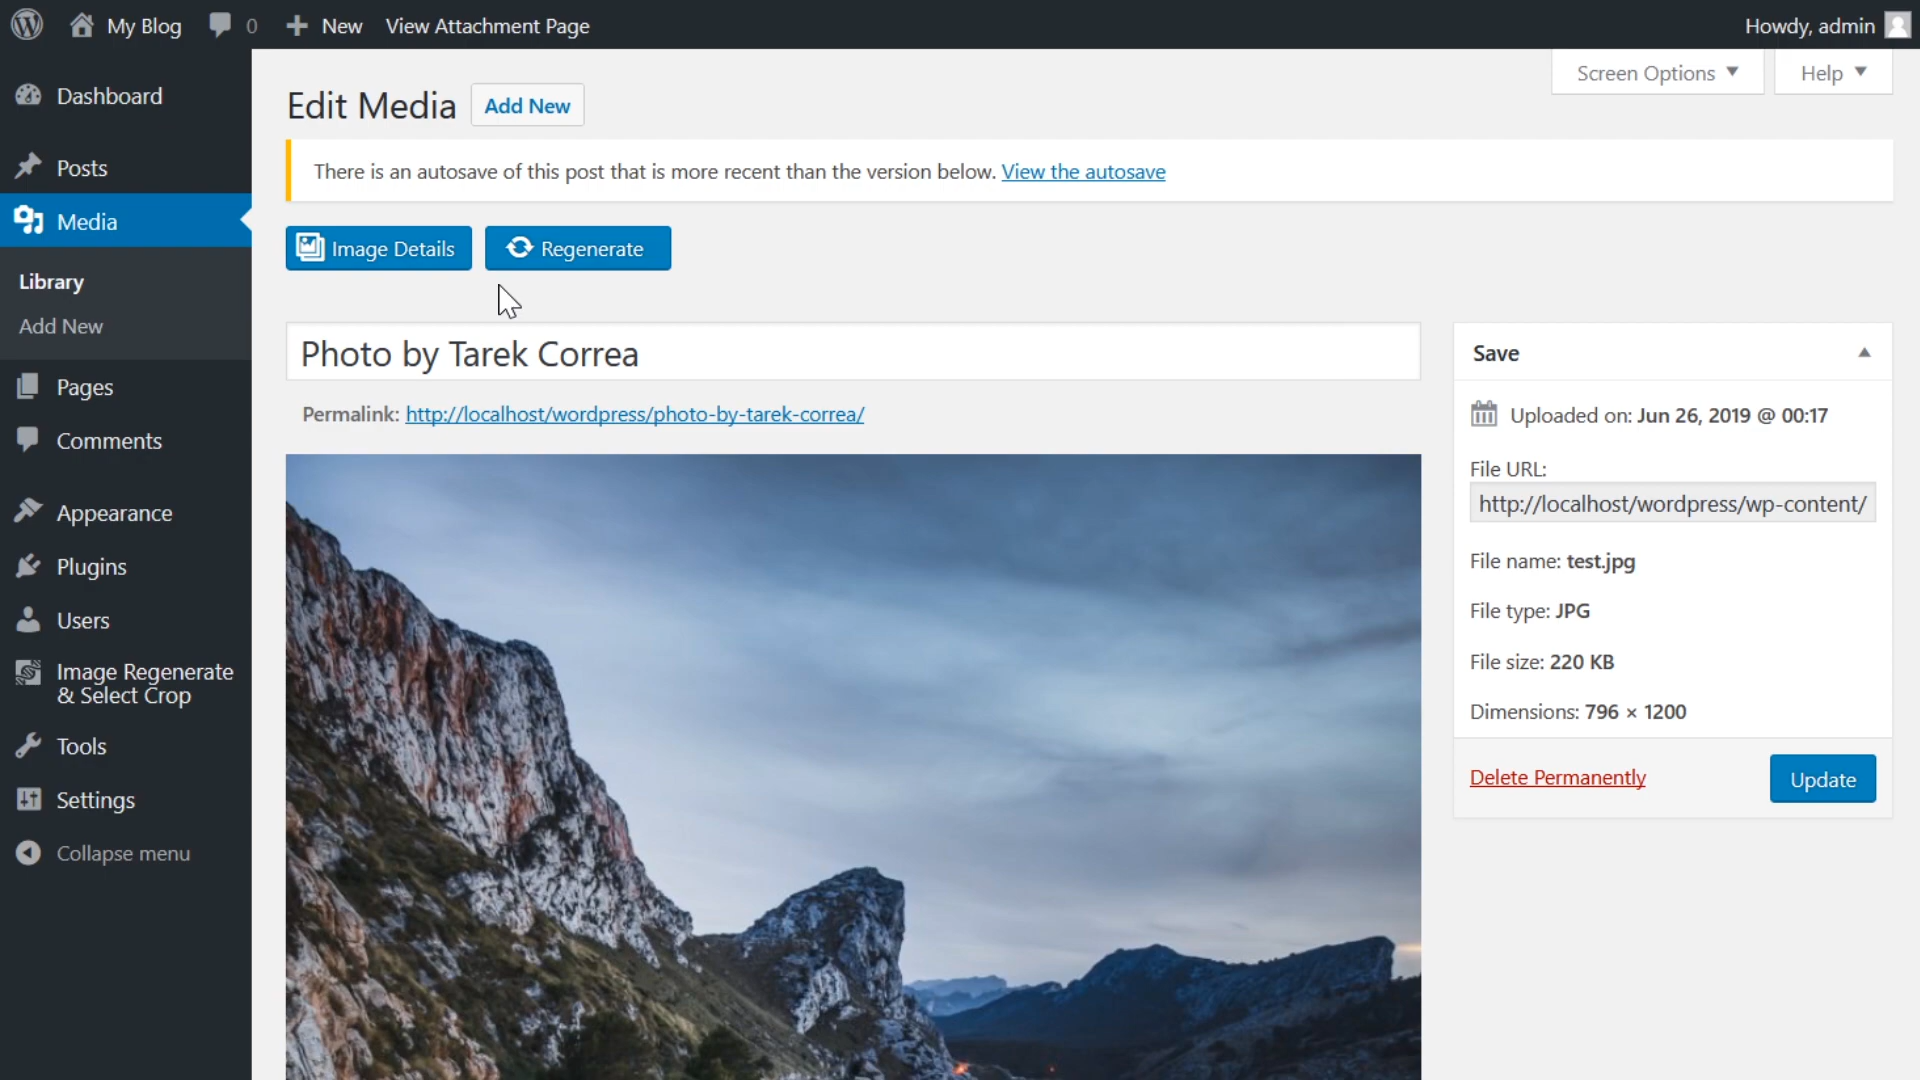 My Blog
0
New
View Attachment Page
Howdy, admin
Dashboard
Posts
Media
Library
Add New
Pages
Comments
Appearance
Plugins
Users
Image Regenerate
& Select Crop
Tools
Settings
Collapse menu
Screen Options
Help
Edit Media
Add New
There is an autosave of this post that is more recent than the version below. View the autosave
Image Details
Regenerate
Photo by Tarek Correa
Permalink: http://localhost/wordpress/photo-by-tarek-correa/
Save
Uploaded on: Jun 26, 2019 @ 00:17
File URL:
http://localhost/wordpress/wp-content/
File name: test.jpg
File type: JPG
File size: 220 KB
Dimensions: 796 × 1200
Delete Permanently
Update